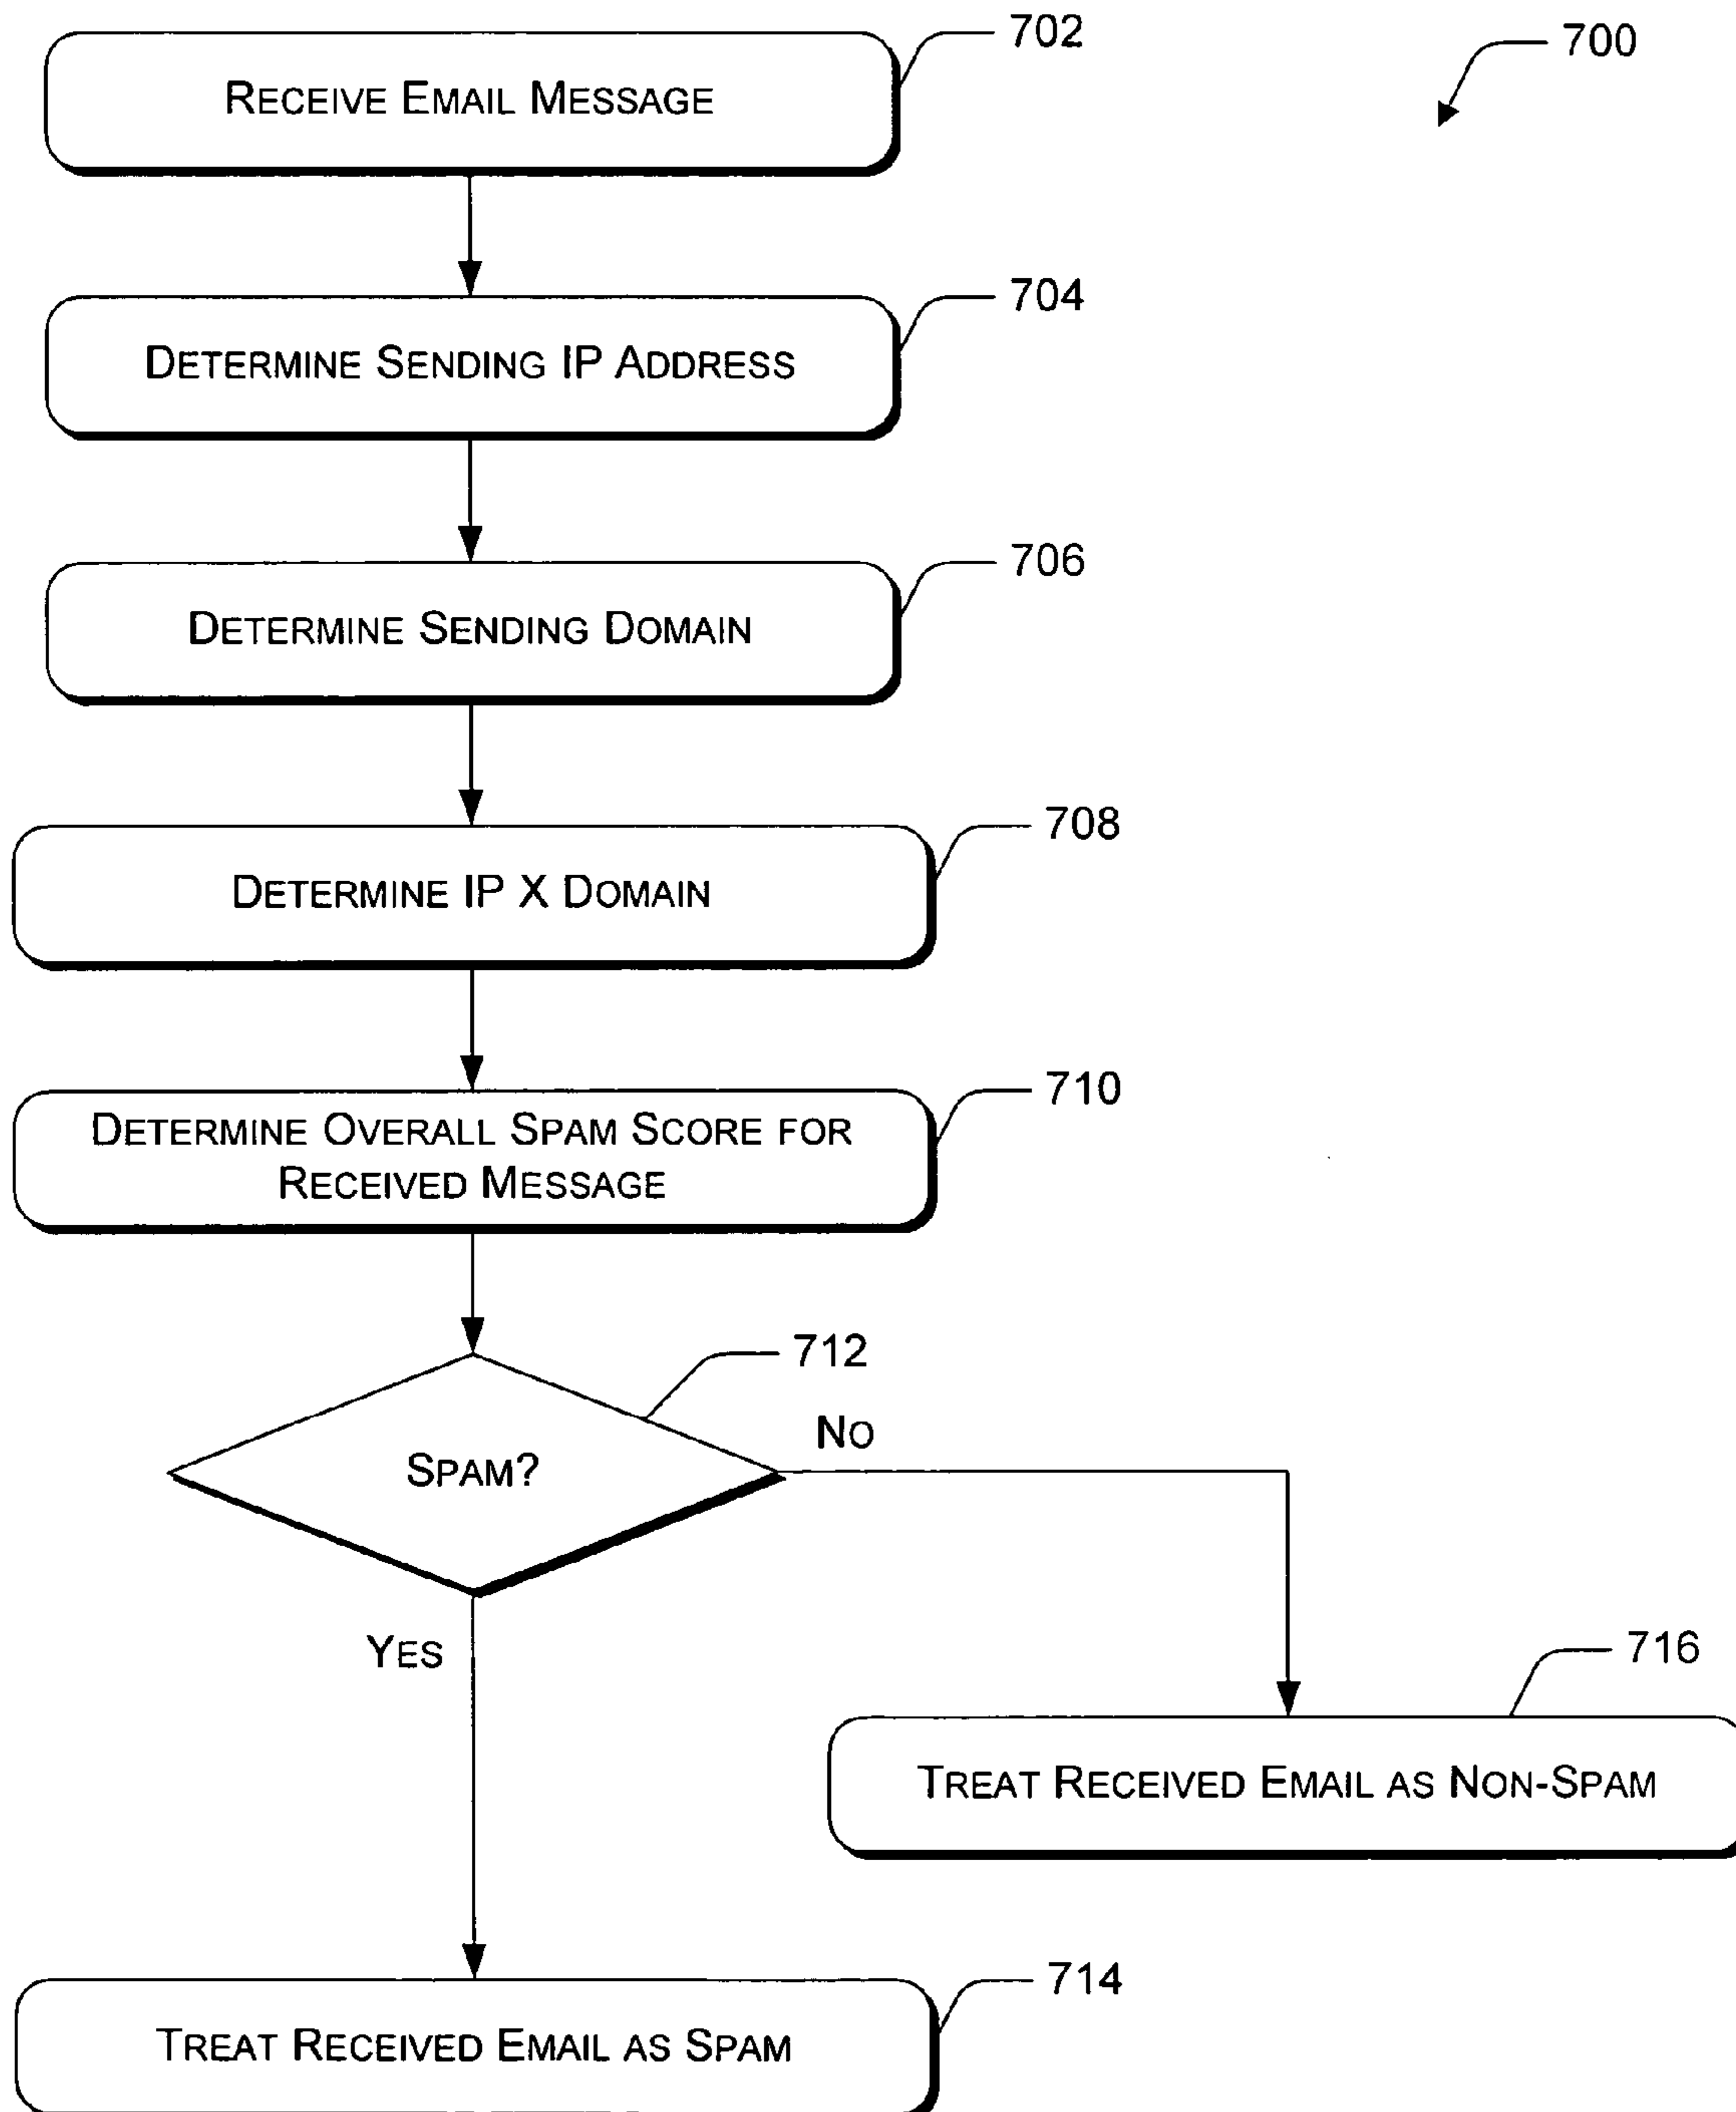 702
700
RECEIVE EMAIL MESSAGE
704
DETERMINE SENDING IP ADDRESS
706
DETERMINE SENDING DOMAIN
708
DETERMINE IP X DOMAIN
710
DETERMINE OVERALL SPAM SCORE FOR
RECEIVED MESSAGE
712
NO
SPAM?
YES
716
TREAT RECEIVED EMAIL AS NON-SPAM
714
TREAT RECEIVED EMAIL AS SPAM